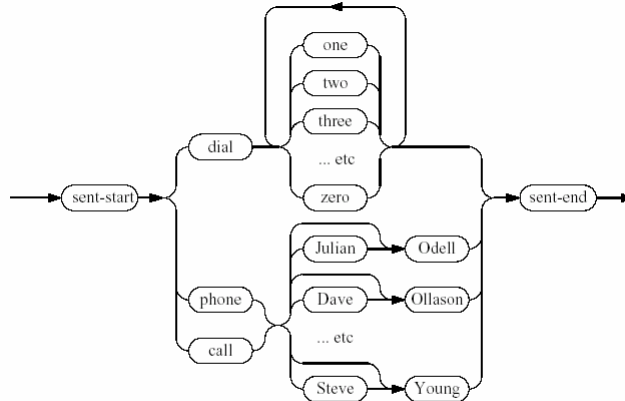 one
two
three
dial
... etc
sent-start
zero
sent-end
Julian
Odell
phone
Dave
Ollason
... etc
call
Steve
Young